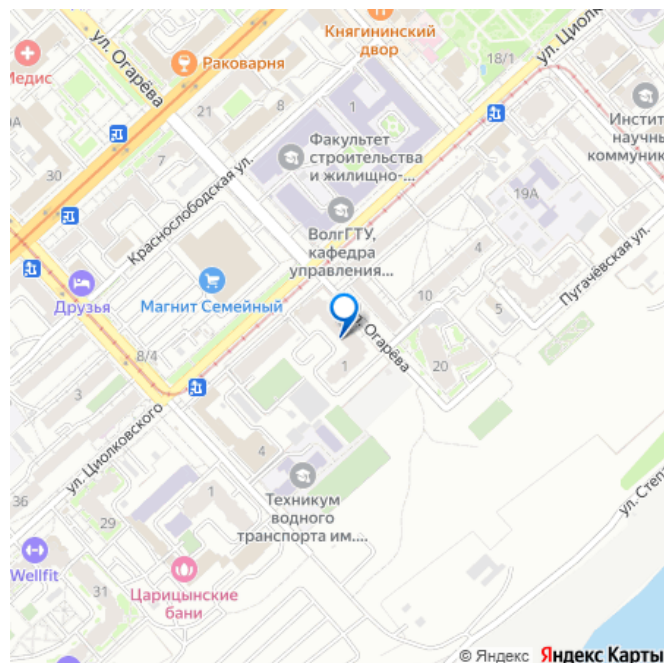 ул. Огарёва
Княгининский
двор
18/1
ул. Циолк
Медис
Раковарня
21
8
1
Факультет
строительства
и жилищно-...
Инстит
научны
коммуник
7
30
Краснослободская ул.
19А
ВолгГТУ,
кафедра
управления...
4
Пугачёвская ул.
Друзья
Магнит Семейный
10
5
ул. Огарёва
8/4
1
20
3
ул. Циолковского
4
Техникум
водного
транспорта им....
ул. Степ
36
29
1
Wellfit
31
Царицынские
бани
© Яндекс Яндекс Карты